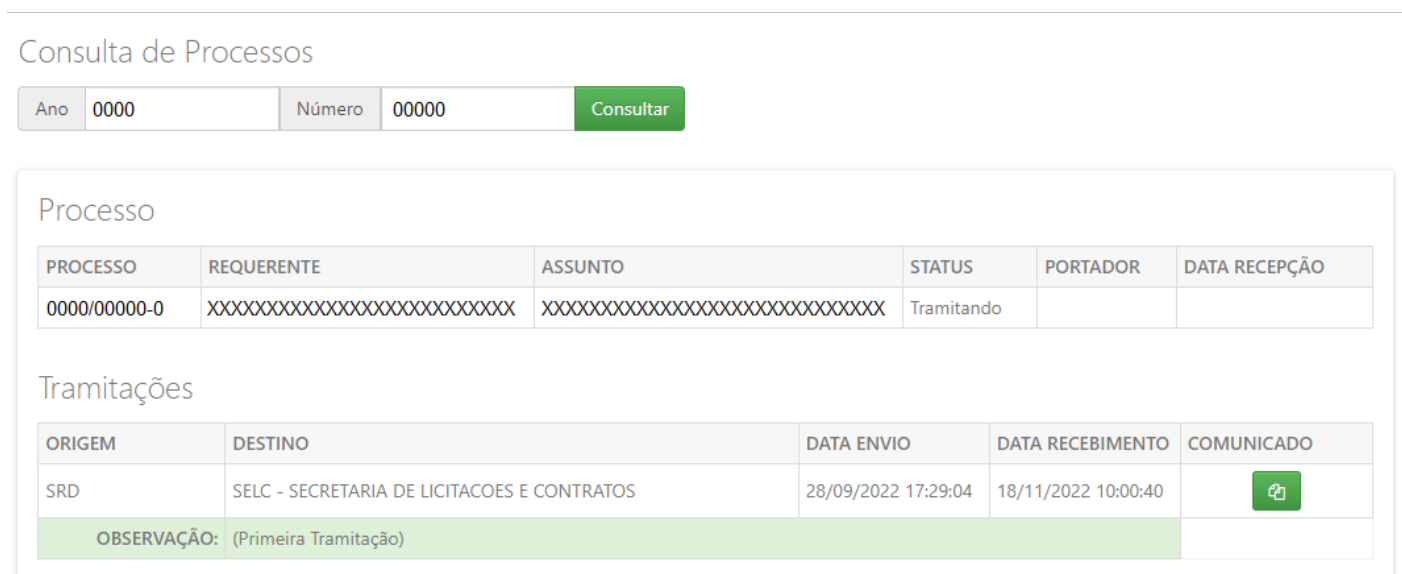 Consulta de Processos
Ano 0000 Número 00000 Consultar
Processo
PROCESSO REQUERENTE ASSUNTO STATUS PORTADOR DATA RECEPÇÃO
0000/00000-0 XXXXXXXXXXXXXXXXXXXXXXXXXX XXXXXXXXXXXXXXXXXXXXXXXXXXXXX Tramitando
Tramitações
ORIGEM DESTINO DATA ENVIO DATA RECEBIMENTO COMUNICADO
SRD SELC - SECRETARIA DE LICITACOES E CONTRATOS 28/09/2022 17:29:04 18/11/2022 10:00:40
OBSERVAÇÃO: (Primeira Tramitação)